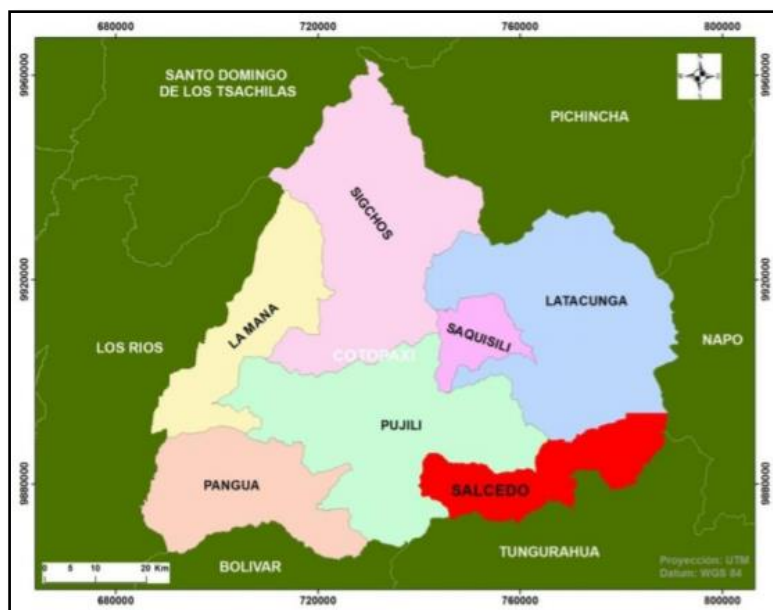 680000 720000 760000 800000
9960000 9960000
SANTO DOMINGO
DE LOS TSACHILAS
PICHINCHA
SIGCHOS
9920000 9920000
LATACUNGA
LA MANA
SAQUISILI
LOS RIOS
COTOPAXI
NAPO
PUJILI
9880000 9880000
PANGUA
SALCEDO
TUNGURAHUA
BOLIVAR
Proyección: UTM
Datum: WGS 84
0 10 20 Km
680000 720000 760000 800000